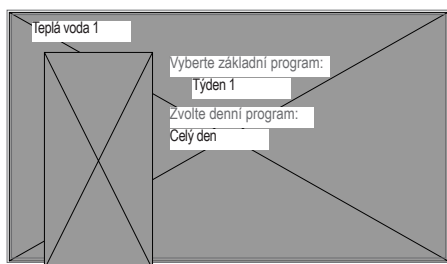 Teplá voda 1
Vyberte základní program:
Týden 1
Zvolte denní program:
Celý den